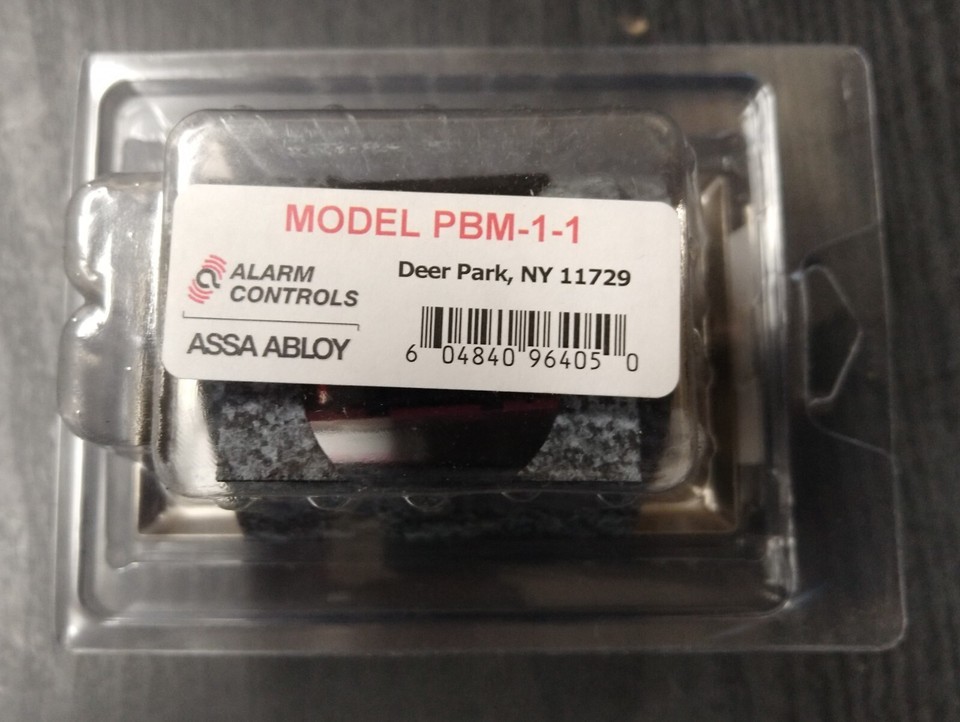 MODEL PBM-1-1
ALARM
CONTROLS
ASSA ABLOY
Deer Park, NY 11729
6 04840 96405 0